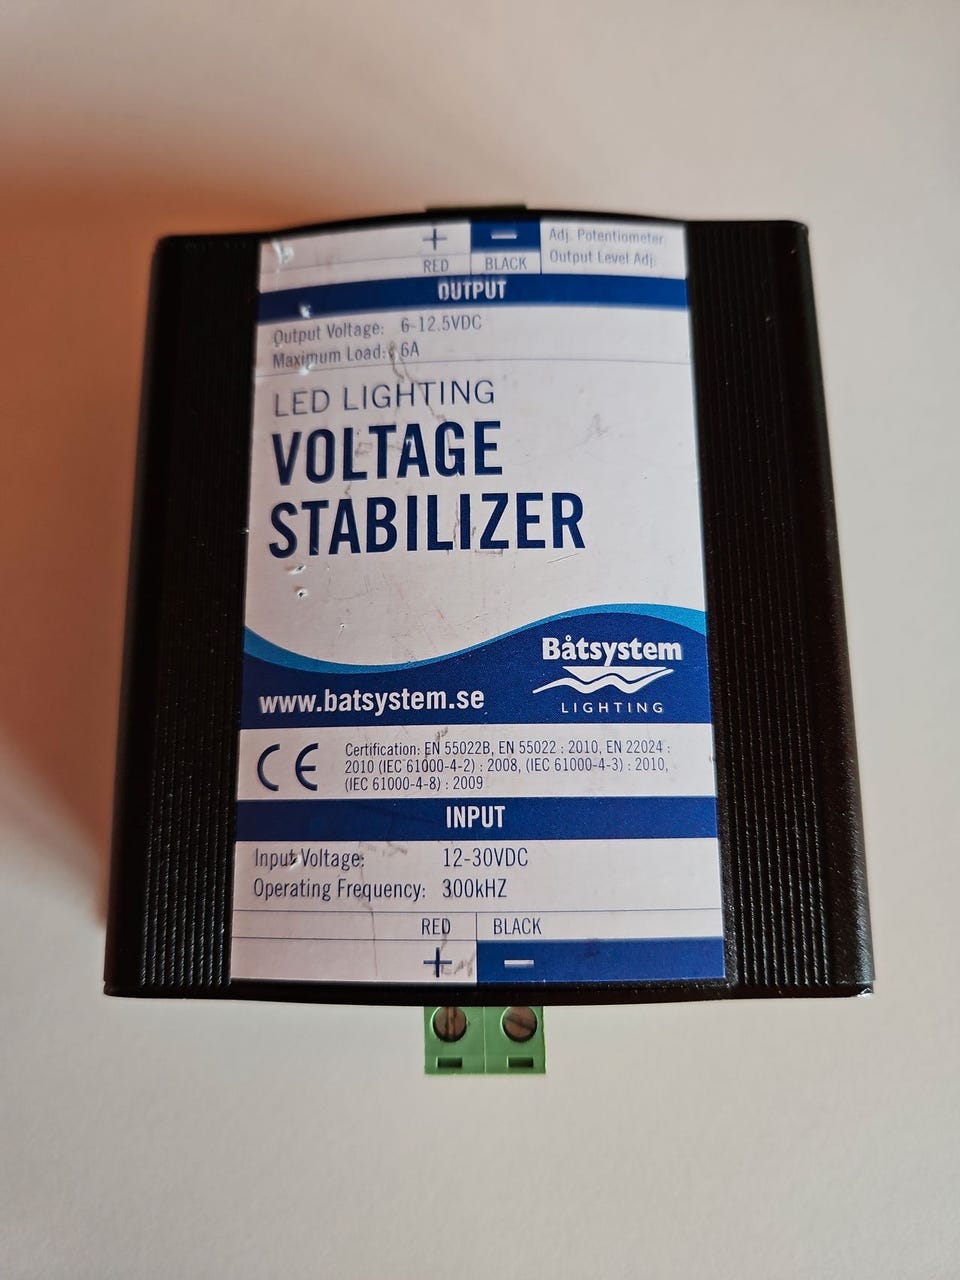 + −
RED BLACK
Adj. Potentiometer:
Output Level Adj:
OUTPUT
Output Voltage: 6-12.5VDC
Maximum Load: 6A
LED LIGHTING
VOLTAGE
STABILIZER
Båtsystem
LIGHTING
www.batsystem.se
CE
Certification: EN 55022B, EN 55022 : 2010, EN 22024 :
2010 (IEC 61000-4-2) : 2008, (IEC 61000-4-3) : 2010,
(IEC 61000-4-8) : 2009
INPUT
Input Voltage: 12-30VDC
Operating Frequency: 300kHZ
RED BLACK
+ −